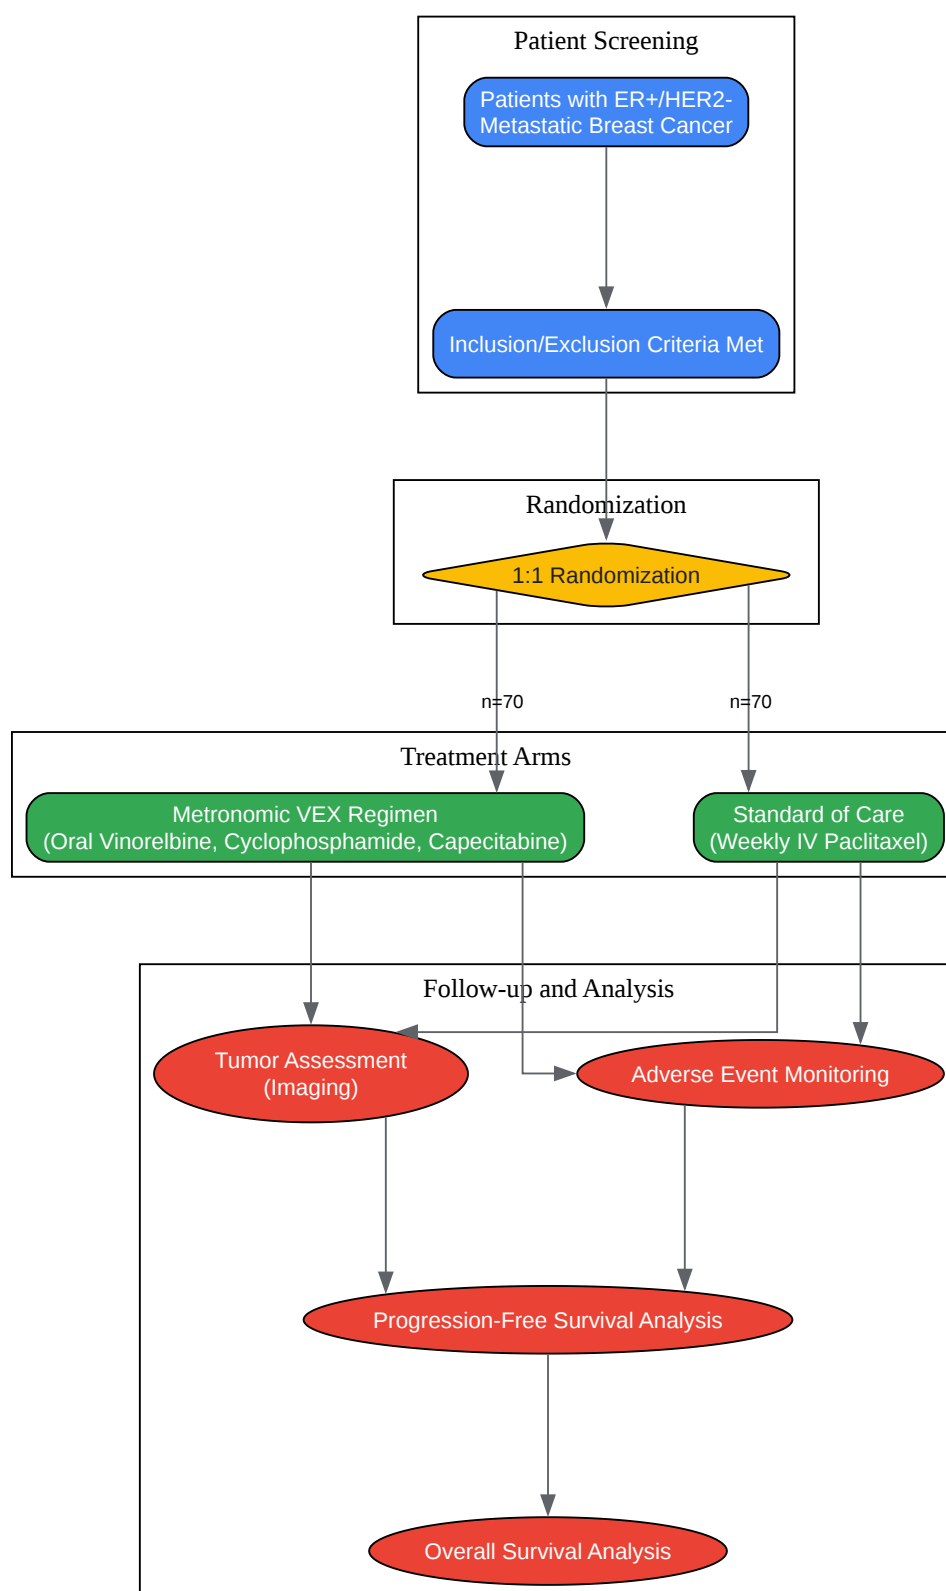 Patient Screening
Patients with ER+/HER2-
Metastatic Breast Cancer
Inclusion/Exclusion Criteria Met
Randomization
1:1 Randomization
n=70
n=70
Treatment Arms
Metronomic VEX Regimen
(Oral Vinorelbine, Cyclophosphamide, Capecitabine)
Standard of Care
(Weekly IV Paclitaxel)
Follow-up and Analysis
Tumor Assessment
(Imaging)
Adverse Event Monitoring
Progression-Free Survival Analysis
Overall Survival Analysis